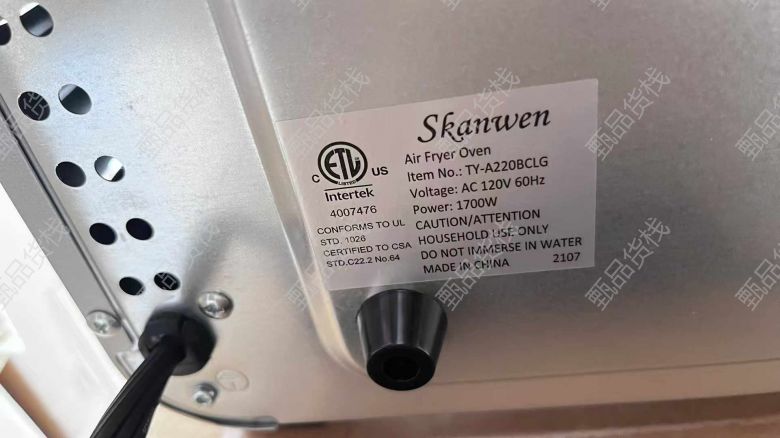 Skanwen
Air Fryer Oven
Item No.: TY-A220BCLG
Voltage: AC 120V 60Hz
Power: 1700W
CAUTION/ATTENTION
HOUSEHOLD USE ONLY
DO NOT IMMERSE IN WATER
MADE IN CHINA 2107
C ETL US
LISTED
Intertek
4007476
CONFORMS TO UL
STD. 1026
CERTIFIED TO CSA
STD.C22.2 No.64
甄品货栈